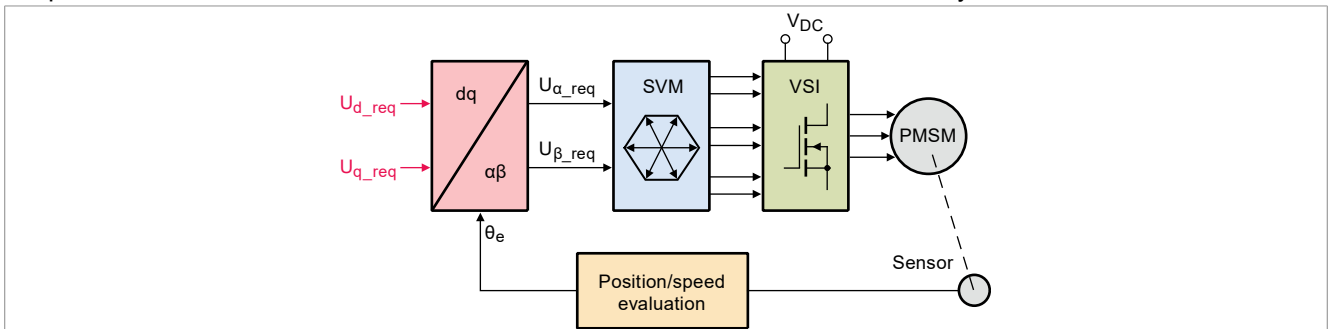 V_DC
dq
U_α_req
SVM
VSI
U_d_req
PMSM
U_β_req
U_q_req
αβ
θ_e
Sensor
Position/speed
evaluation